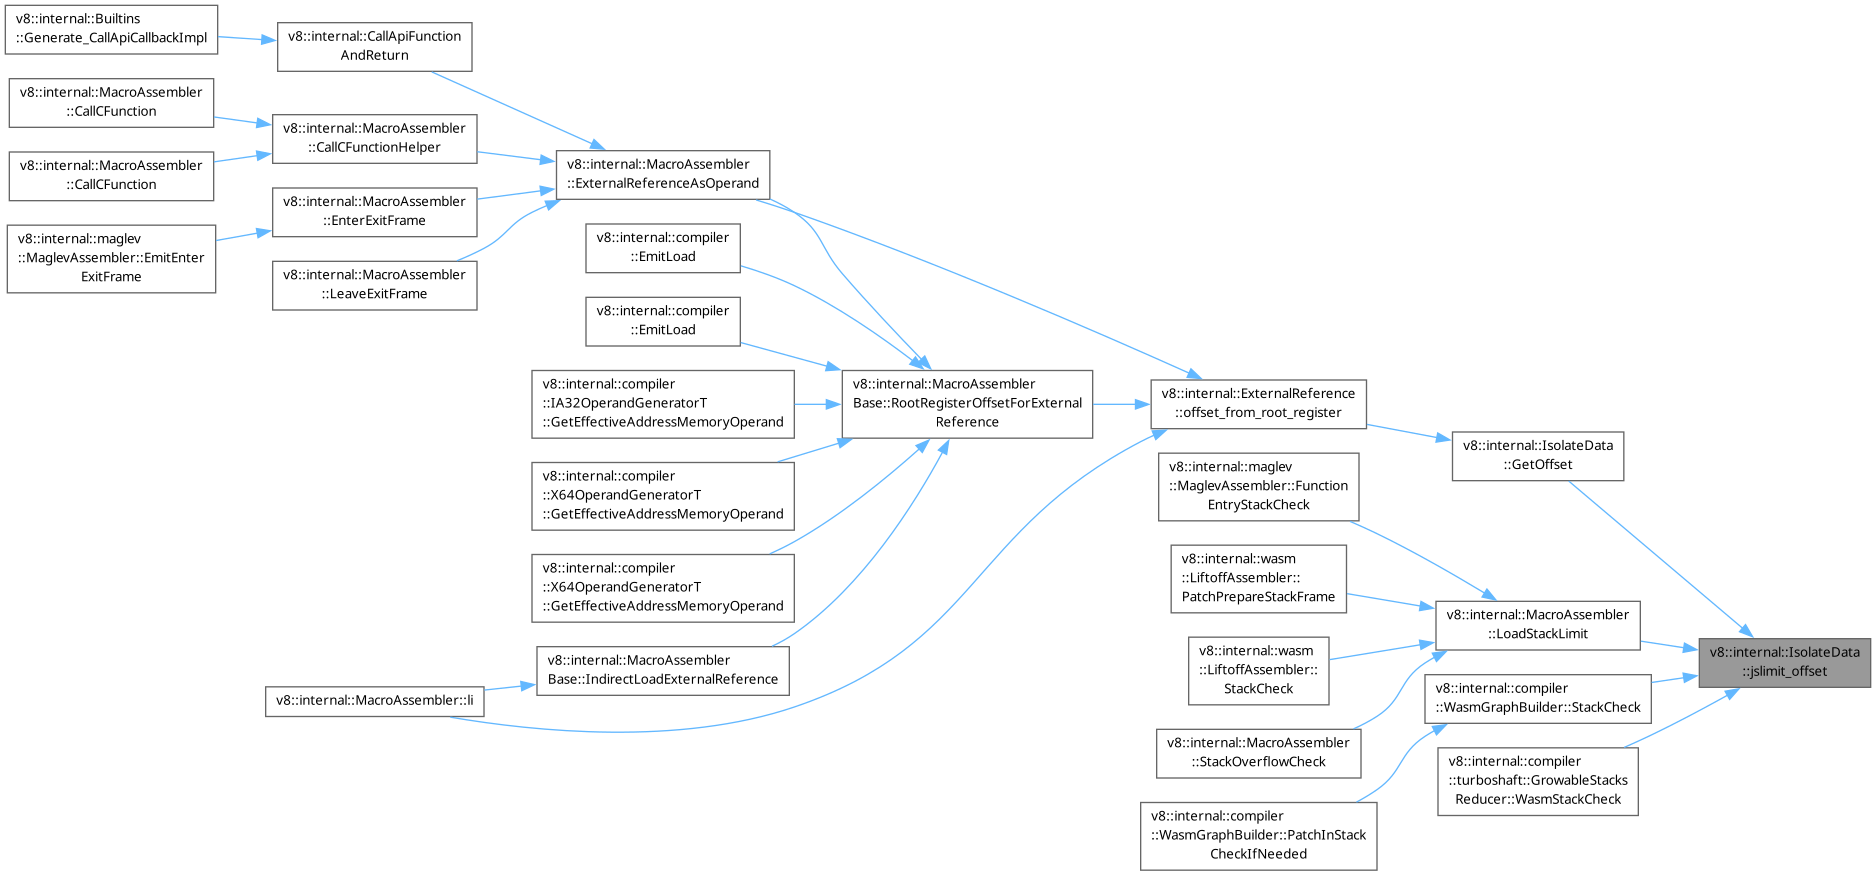 v8::internal::Builtins
::Generate_CallApiCallbackImpl
v8::internal::CallApiFunction
AndReturn
v8::internal::MacroAssembler
::CallCFunction
v8::internal::MacroAssembler
::CallCFunctionHelper
v8::internal::MacroAssembler
::CallCFunction
v8::internal::MacroAssembler
::ExternalReferenceAsOperand
v8::internal::MacroAssembler
::EnterExitFrame
v8::internal::maglev
::MaglevAssembler::EmitEnter
ExitFrame
v8::internal::MacroAssembler
::LeaveExitFrame
v8::internal::compiler
::EmitLoad
v8::internal::compiler
::EmitLoad
v8::internal::compiler
::IA32OperandGeneratorT
::GetEffectiveAddressMemoryOperand
v8::internal::MacroAssembler
Base::RootRegisterOffsetForExternal
Reference
v8::internal::ExternalReference
::offset_from_root_register
v8::internal::IsolateData
::GetOffset
v8::internal::compiler
::X64OperandGeneratorT
::GetEffectiveAddressMemoryOperand
v8::internal::maglev
::MaglevAssembler::Function
EntryStackCheck
v8::internal::compiler
::X64OperandGeneratorT
::GetEffectiveAddressMemoryOperand
v8::internal::wasm
::LiftoffAssembler::
PatchPrepareStackFrame
v8::internal::MacroAssembler
::LoadStackLimit
v8::internal::IsolateData
::jslimit_offset
v8::internal::MacroAssembler
Base::IndirectLoadExternalReference
v8::internal::MacroAssembler::li
v8::internal::wasm
::LiftoffAssembler::
StackCheck
v8::internal::compiler
::WasmGraphBuilder::StackCheck
v8::internal::MacroAssembler
::StackOverflowCheck
v8::internal::compiler
::turboshaft::GrowableStacks
Reducer::WasmStackCheck
v8::internal::compiler
::WasmGraphBuilder::PatchInStack
CheckIfNeeded